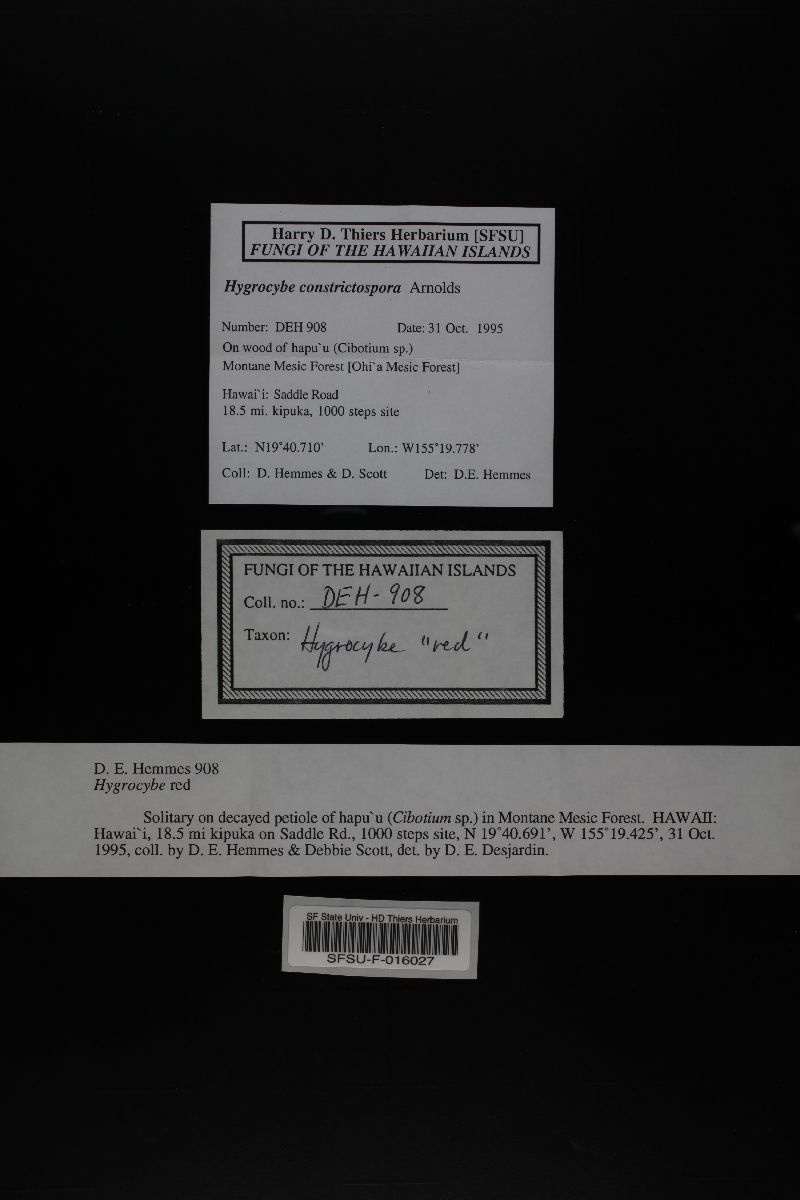 Harry D. Thiers Herbarium [SFSU]
FUNGI OF THE HAWAIIAN ISLANDS
Hygrocybe constrictospora Arnolds
Number: DEH 908 Date: 31 Oct. 1995
On wood of hapu`u (Cibotium sp.)
Montane Mesic Forest [Ohi`a Mesic Forest]
Hawai`i: Saddle Road
18.5 mi. kipuka, 1000 steps site
Lat.: N19°40.710' Lon.: W155°19.778'
Coll: D. Hemmes & D. Scott Det: D.E. Hemmes
FUNGI OF THE HAWAIIAN ISLANDS
Coll. no.: DEH-908
Taxon: Hygrocybe "red"
D. E. Hemmes 908
Hygrocybe red
Solitary on decayed petiole of hapu`u (Cibotium sp.) in Montane Mesic Forest. HAWAII:
Hawai`i, 18.5 mi kipuka on Saddle Rd., 1000 steps site, N 19°40.691', W 155°19.425', 31 Oct.
1995, coll. by D. E. Hemmes & Debbie Scott, det. by D. E. Desjardin.
SF State Univ - HD Thiers Herbarium
SFSU-F-016027